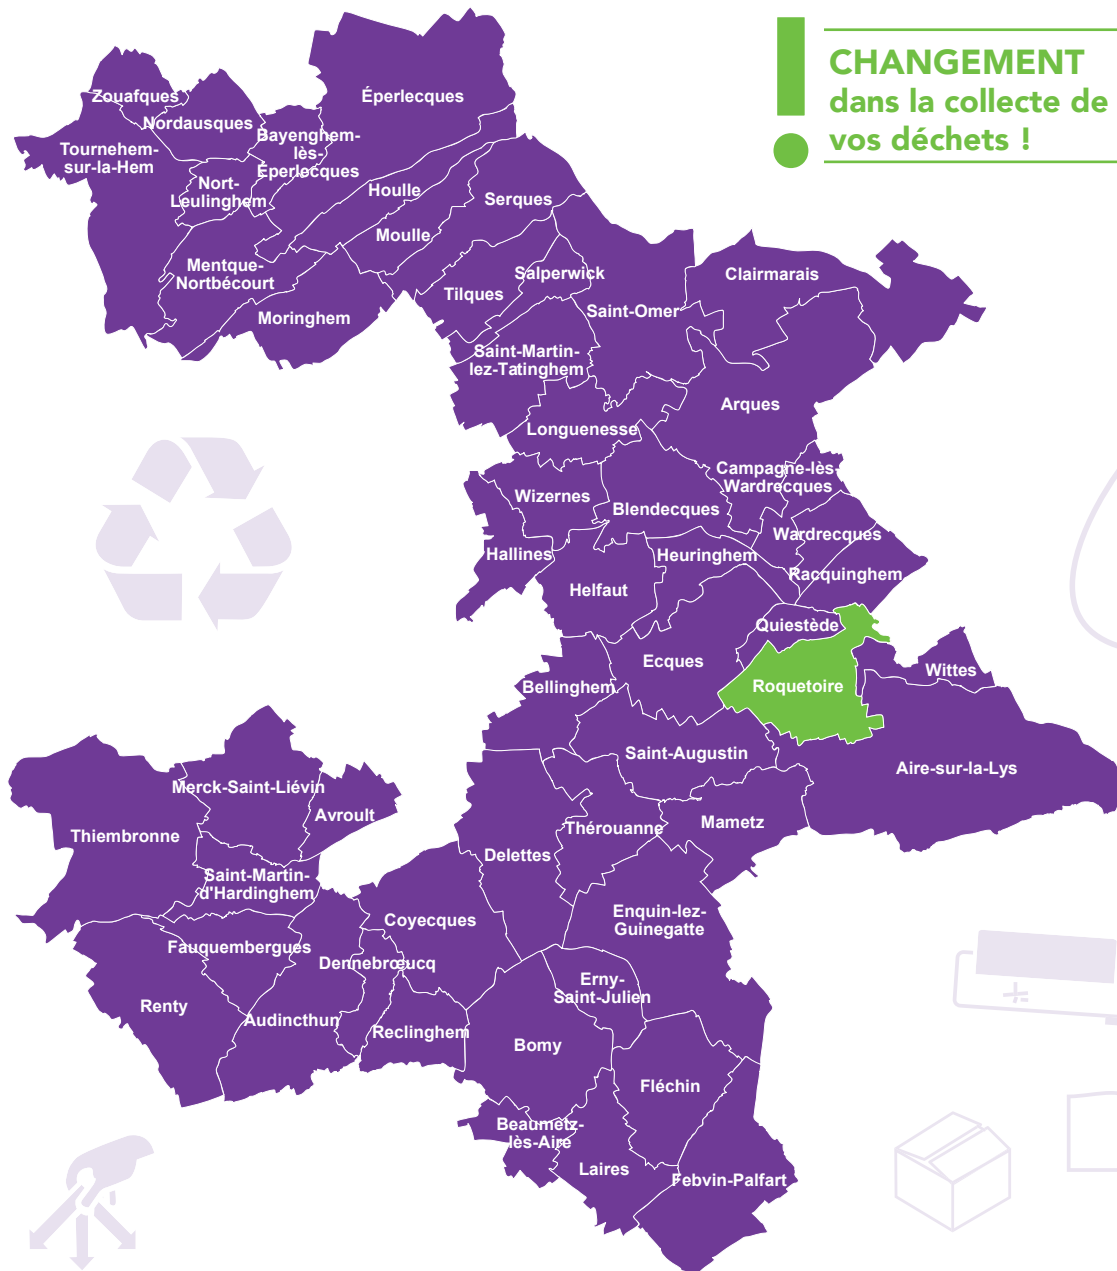 CHANGEMENT
dans la collecte de
vos déchets !
Zouafques
Éperlecques
Nordausques
Bayenghem-
lès-
Éperlecques
Tournehem-
sur-la-Hem
Nort-
Leulinghem
Houlle
Serques
Moulle
Mentque-
Nortbécourt
Salperwick
Clairmarais
Tilques
Saint-Omer
Moringhem
Saint-Martin-
lez-Tatinghem
Arques
Longuenesse
Campagne-lès-
Wardrecques
Wizernes
Blendecques
Wardrecques
Hallines
Heuringhem
Racquinghem
Helfaut
Quiestède
Ecques
Wittes
Bellinghem
Roquetoire
Saint-Augustin
Aire-sur-la-Lys
Merck-Saint-Liévin
Avroult
Thiembronne
Thérouanne
Mametz
Delettes
Saint-Martin-
d'Hardinghem
Coyecques
Enquin-lez-
Guinegatte
Fauquembergues
Dennebrœucq
Erny-
Saint-Julien
Renty
Audincthun
Reclinghem
Bomy
Fléchin
Beaumetz-
lès-Aire
Laires
Febvin-Palfart